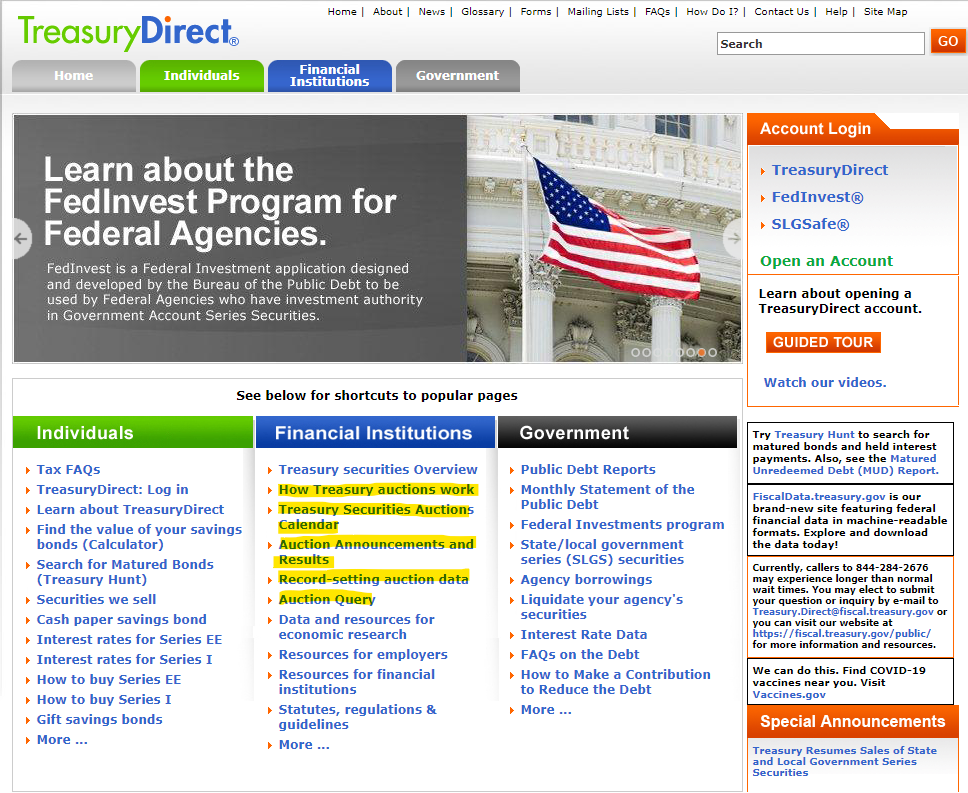 Home | About | News | Glossary | Forms | Mailing Lists | FAQs | How Do I? | Contact Us | Help | Site Map
TreasuryDirect®
Search
GO
Home
Individuals
Financial
Institutions
Government
Learn about the
FedInvest Program for
Federal Agencies.
FedInvest is a Federal Investment application designed
and developed by the Bureau of the Public Debt to be
used by Federal Agencies who have investment authority
in Government Account Series Securities.
Account Login
TreasuryDirect
FedInvest®
SLGSafe®
Open an Account
Learn about opening a
TreasuryDirect account.
GUIDED TOUR
Watch our videos.
See below for shortcuts to popular pages
Individuals
Tax FAQs
TreasuryDirect: Log in
Learn about TreasuryDirect
Find the value of your savings
bonds (Calculator)
Search for Matured Bonds
(Treasury Hunt)
Securities we sell
Cash paper savings bond
Interest rates for Series EE
Interest rates for Series I
How to buy Series EE
How to buy Series I
Gift savings bonds
More ...
Financial Institutions
Treasury securities Overview
How Treasury auctions work
Treasury Securities Auctions
Calendar
Auction Announcements and
Results
Record-setting auction data
Auction Query
Data and resources for
economic research
Resources for employers
Resources for financial
institutions
Statutes, regulations &
guidelines
More ...
Government
Public Debt Reports
Monthly Statement of the
Public Debt
Federal Investments program
State/local government
series (SLGS) securities
Agency borrowings
Liquidate your agency's
securities
Interest Rate Data
FAQs on the Debt
How to Make a Contribution
to Reduce the Debt
More ...
Try Treasury Hunt to search for
matured bonds and held interest
payments. Also, see the Matured
Unredeemed Debt (MUD) Report.
FiscalData.treasury.gov is our
brand-new site featuring federal
financial data in machine-readable
formats. Explore and download
the data today!
Currently, callers to 844-284-2676
may experience longer than normal
wait times. You may elect to submit
your question or inquiry by e-mail to
Treasury.Direct@fiscal.treasury.gov or
you can visit our website at
https://fiscal.treasury.gov/public/
for more information and resources.
We can do this. Find COVID-19
vaccines near you. Visit
Vaccines.gov
Special Announcements
Treasury Resumes Sales of State
and Local Government Series
Securities